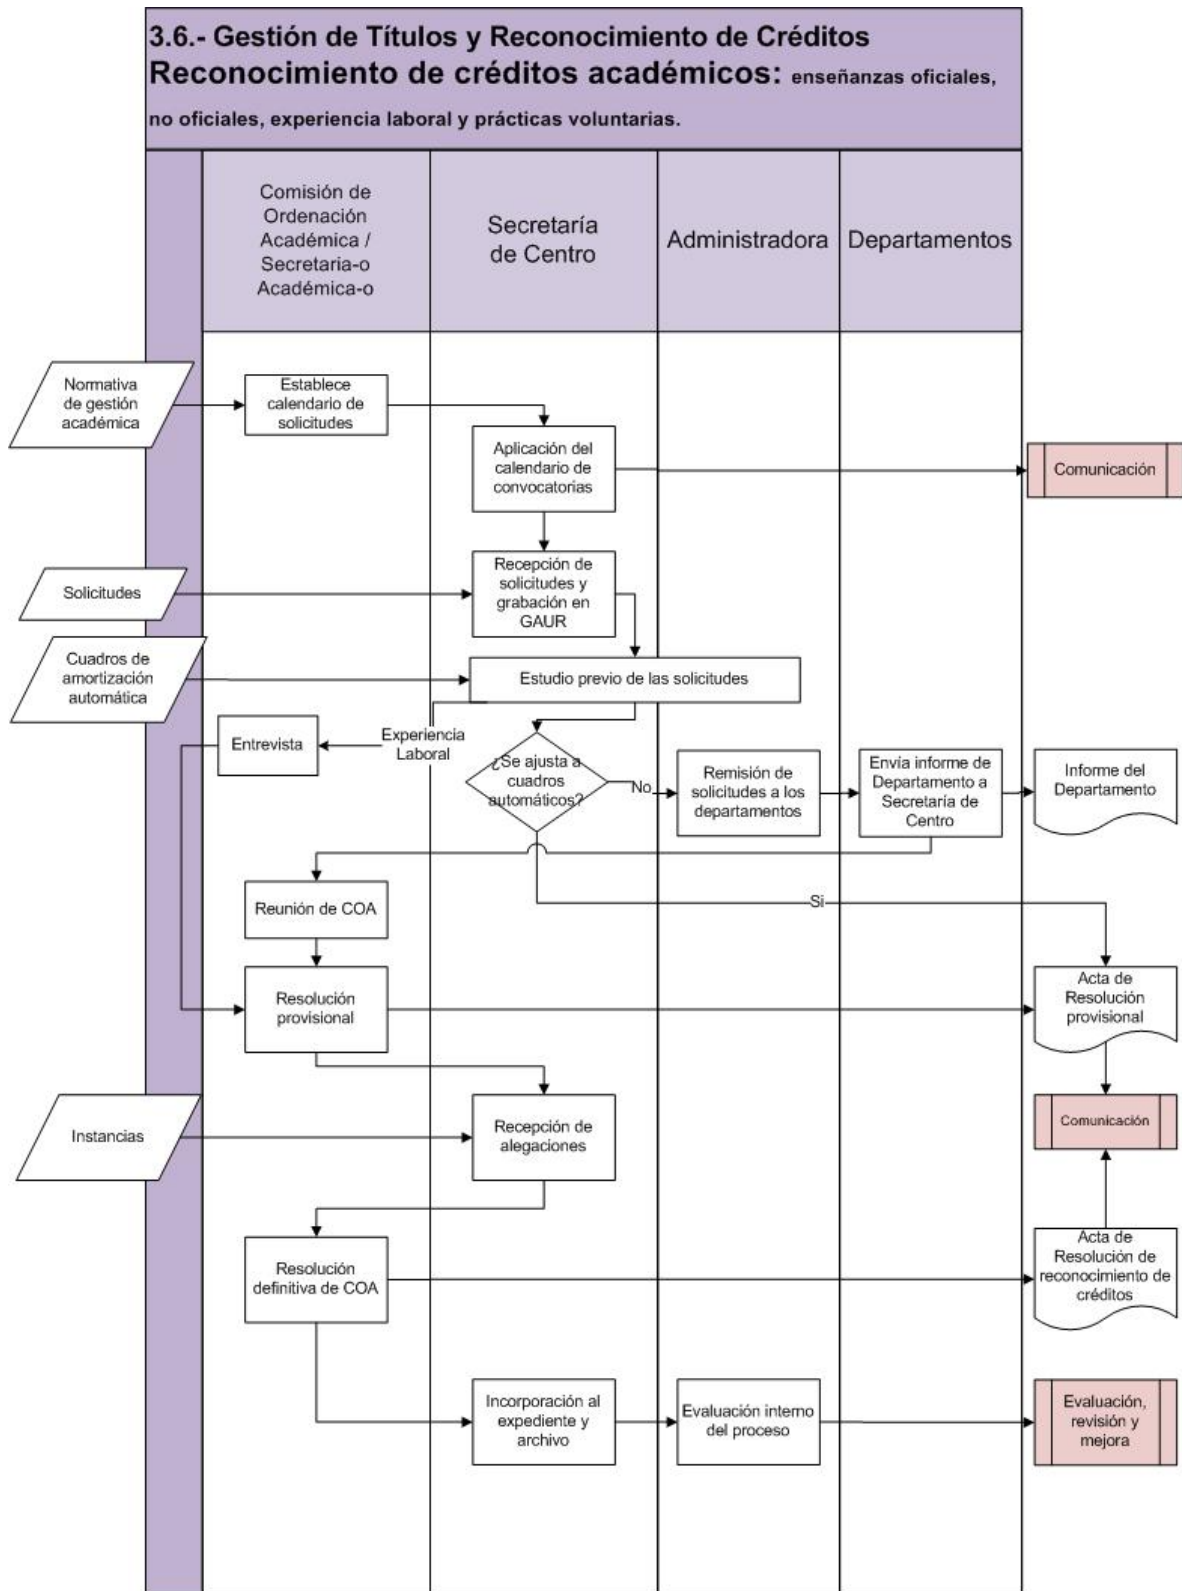 3.6.- Gestión de Títulos y Reconocimiento de Créditos
Reconocimiento de créditos académicos: enseñanzas oficiales,
no oficiales, experiencia laboral y prácticas voluntarias.
Comisión de
Ordenación
Académica /
Secretaria-o
Académica-o
Secretaría
de Centro
Administradora
Departamentos
Normativa
de gestión
académica
Establece
calendario de
solicitudes
Aplicación del
calendario de
convocatorias
Comunicación
Solicitudes
Recepción de
solicitudes y
grabación en
GAUR
Cuadros de
amortización
automática
Estudio previo de las solicitudes
Entrevista
Experiencia
Laboral
¿Se ajusta a
cuadros
automáticos?
No
Remisión de
solicitudes a los
departamentos
Envía informe de
Departamento a
Secretaría de
Centro
Informe del
Departamento
Reunión de COA
Si
Resolución
provisional
Acta de
Resolución
provisional
Instancias
Recepción de
alegaciones
Comunicación
Resolución
definitiva de COA
Acta de
Resolución de
reconocimiento de
créditos
Incorporación al
expediente y
archivo
Evaluación interno
del proceso
Evaluación,
revisión y
mejora